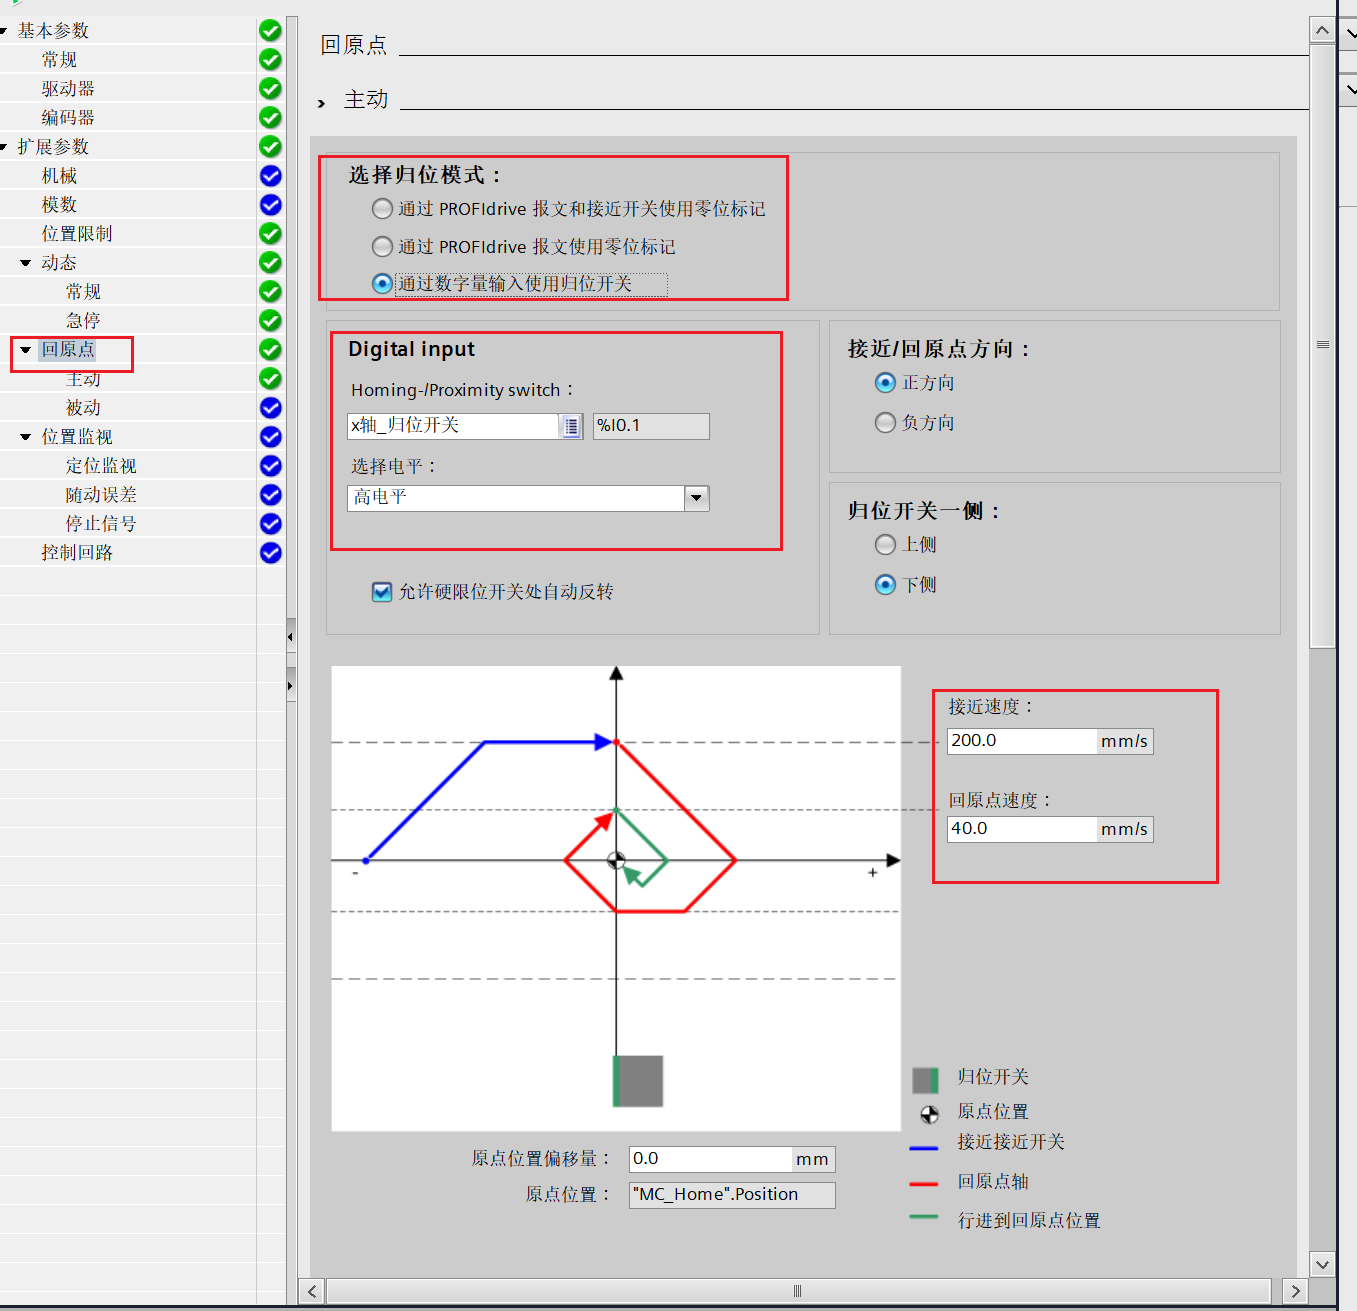 基本参数
常规
驱动器
编码器
扩展参数
机械
模数
位置限制
动态
常规
急停
回原点
主动
被动
位置监视
定位监视
随动误差
停止信号
控制回路
回原点
主动
选择归位模式：
通过 PROFIdrive 报文和接近开关使用零位标记
通过 PROFIdrive 报文使用零位标记
通过数字量输入使用归位开关
Digital input
Homing-/Proximity switch：
x轴_归位开关
%I0.1
选择电平：
高电平
允许硬限位开关处自动反转
接近/回原点方向：
正方向
负方向
归位开关一侧：
上侧
下侧
接近速度：
200.0 mm/s
回原点速度：
40.0 mm/s
-
+
归位开关
原点位置
接近接近开关
回原点轴
行进到回原点位置
原点位置偏移量： 0.0 mm
原点位置： "MC_Home".Position